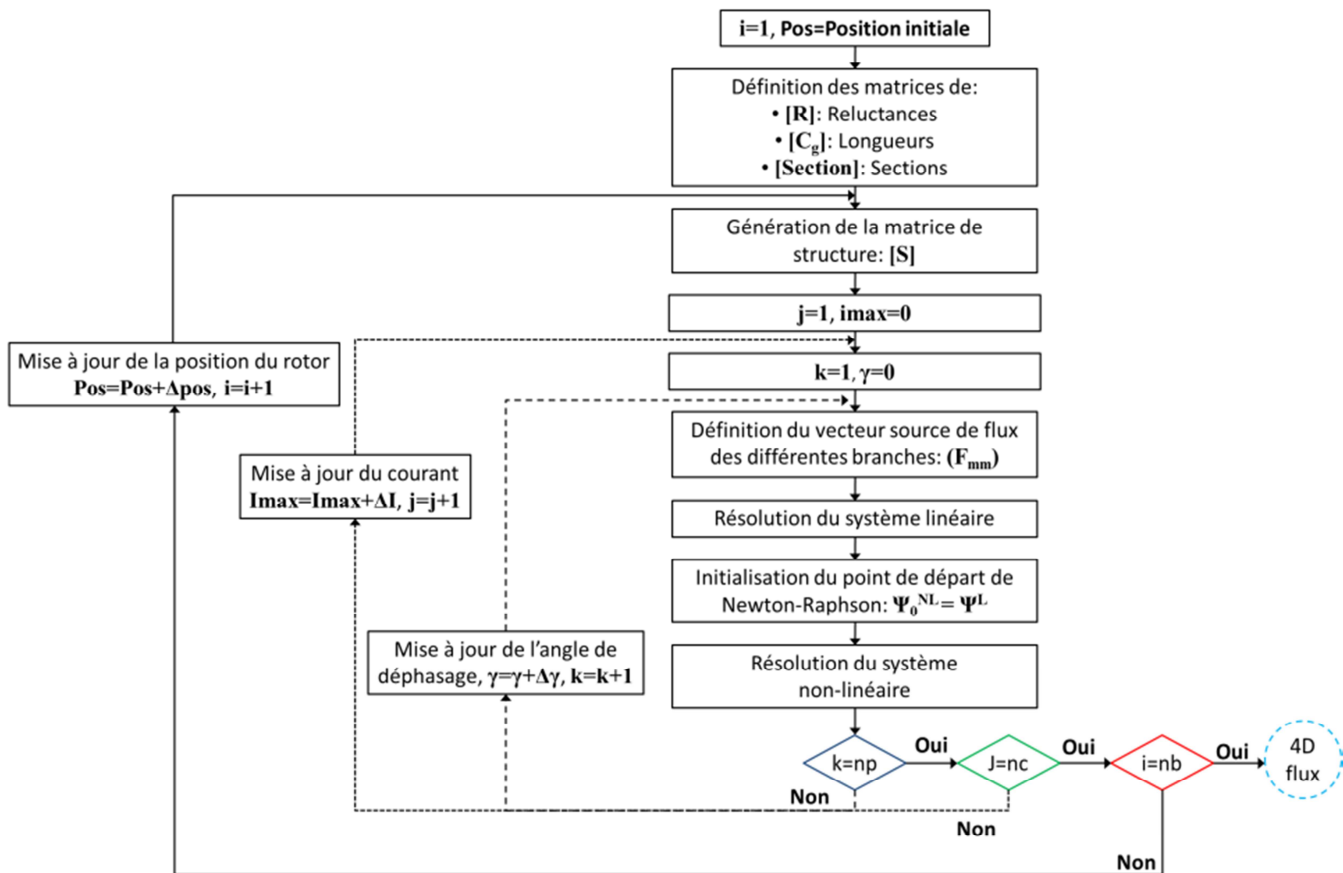 i=1, Pos=Position initiale
Définition des matrices de:
• [R]: Reluctances
• [C_g]: Longueurs
• [Section]: Sections
Génération de la matrice de
structure: [S]
j=1, imax=0
Mise à jour de la position du rotor
Pos=Pos+Δpos, i=i+1
k=1, γ=0
Définition du vecteur source de flux
des différentes branches: (F_mm)
Mise à jour du courant
Imax=Imax+ΔI, j=j+1
Résolution du système linéaire
Initialisation du point de départ de
Newton-Raphson: Ψ_0^NL = Ψ^L
Mise à jour de l'angle de
déphasage, γ=γ+Δγ, k=k+1
Résolution du système
non-linéaire
k=np
Oui
J=nc
Oui
i=nb
Oui
4D
flux
Non
Non
Non